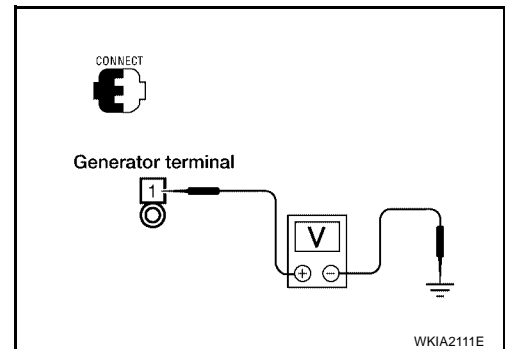 CONNECT
Generator terminal
1
V
+ −
WKIA2111E